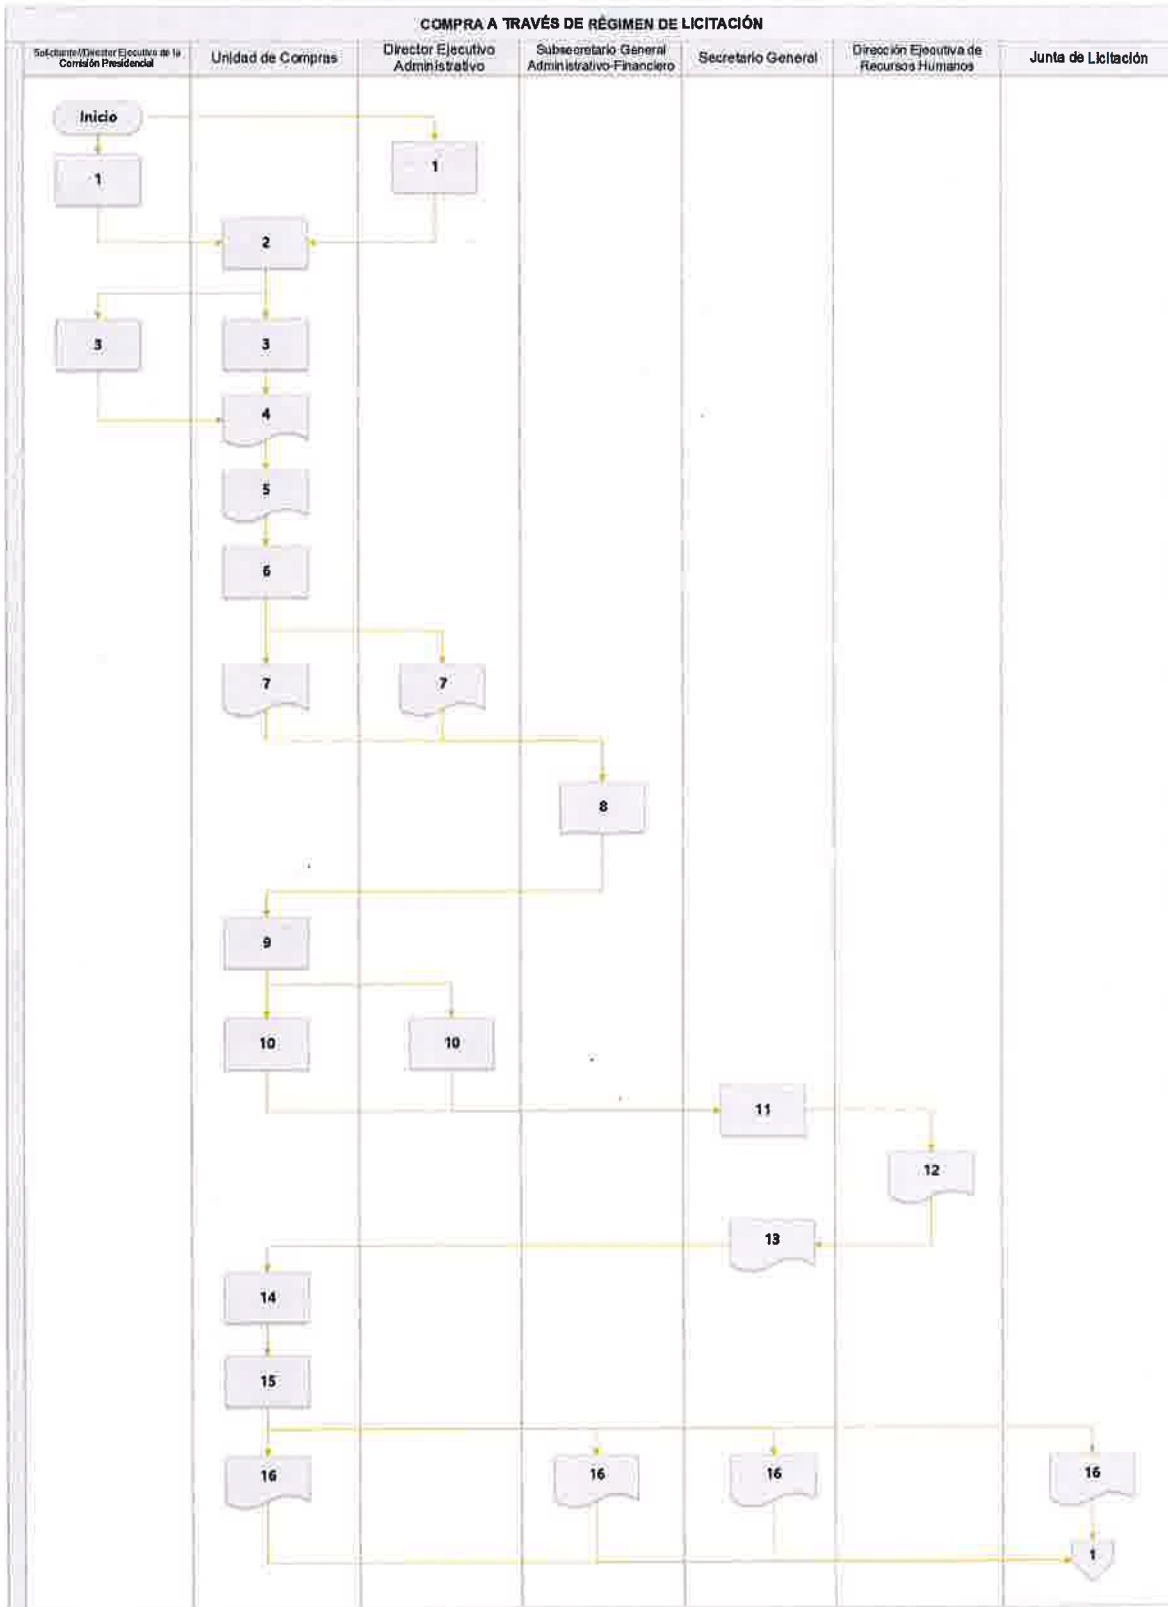 COMPRA A TRAVÉS DE RÉGIMEN DE LICITACIÓN
Solicitante//Director Ejecutivo de la
Comisión Presidencial
Unidad de Compras
Director Ejecutivo
Administrativo
Subsecretario General
Administrativo-Financiero
Secretario General
Dirección Ejecutiva de
Recursos Humanos
Junta de Licitación
Inicio
1
1
2
3
3
4
5
6
7
7
8
9
10
10
11
12
13
14
15
16
16
16
16
1